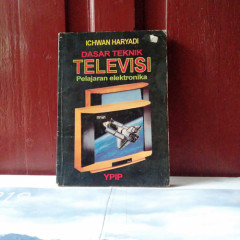 ICHWAN HARYADI
DASAR TEKNIK
TELEVISI
Pelajaran elektronika
YPIP